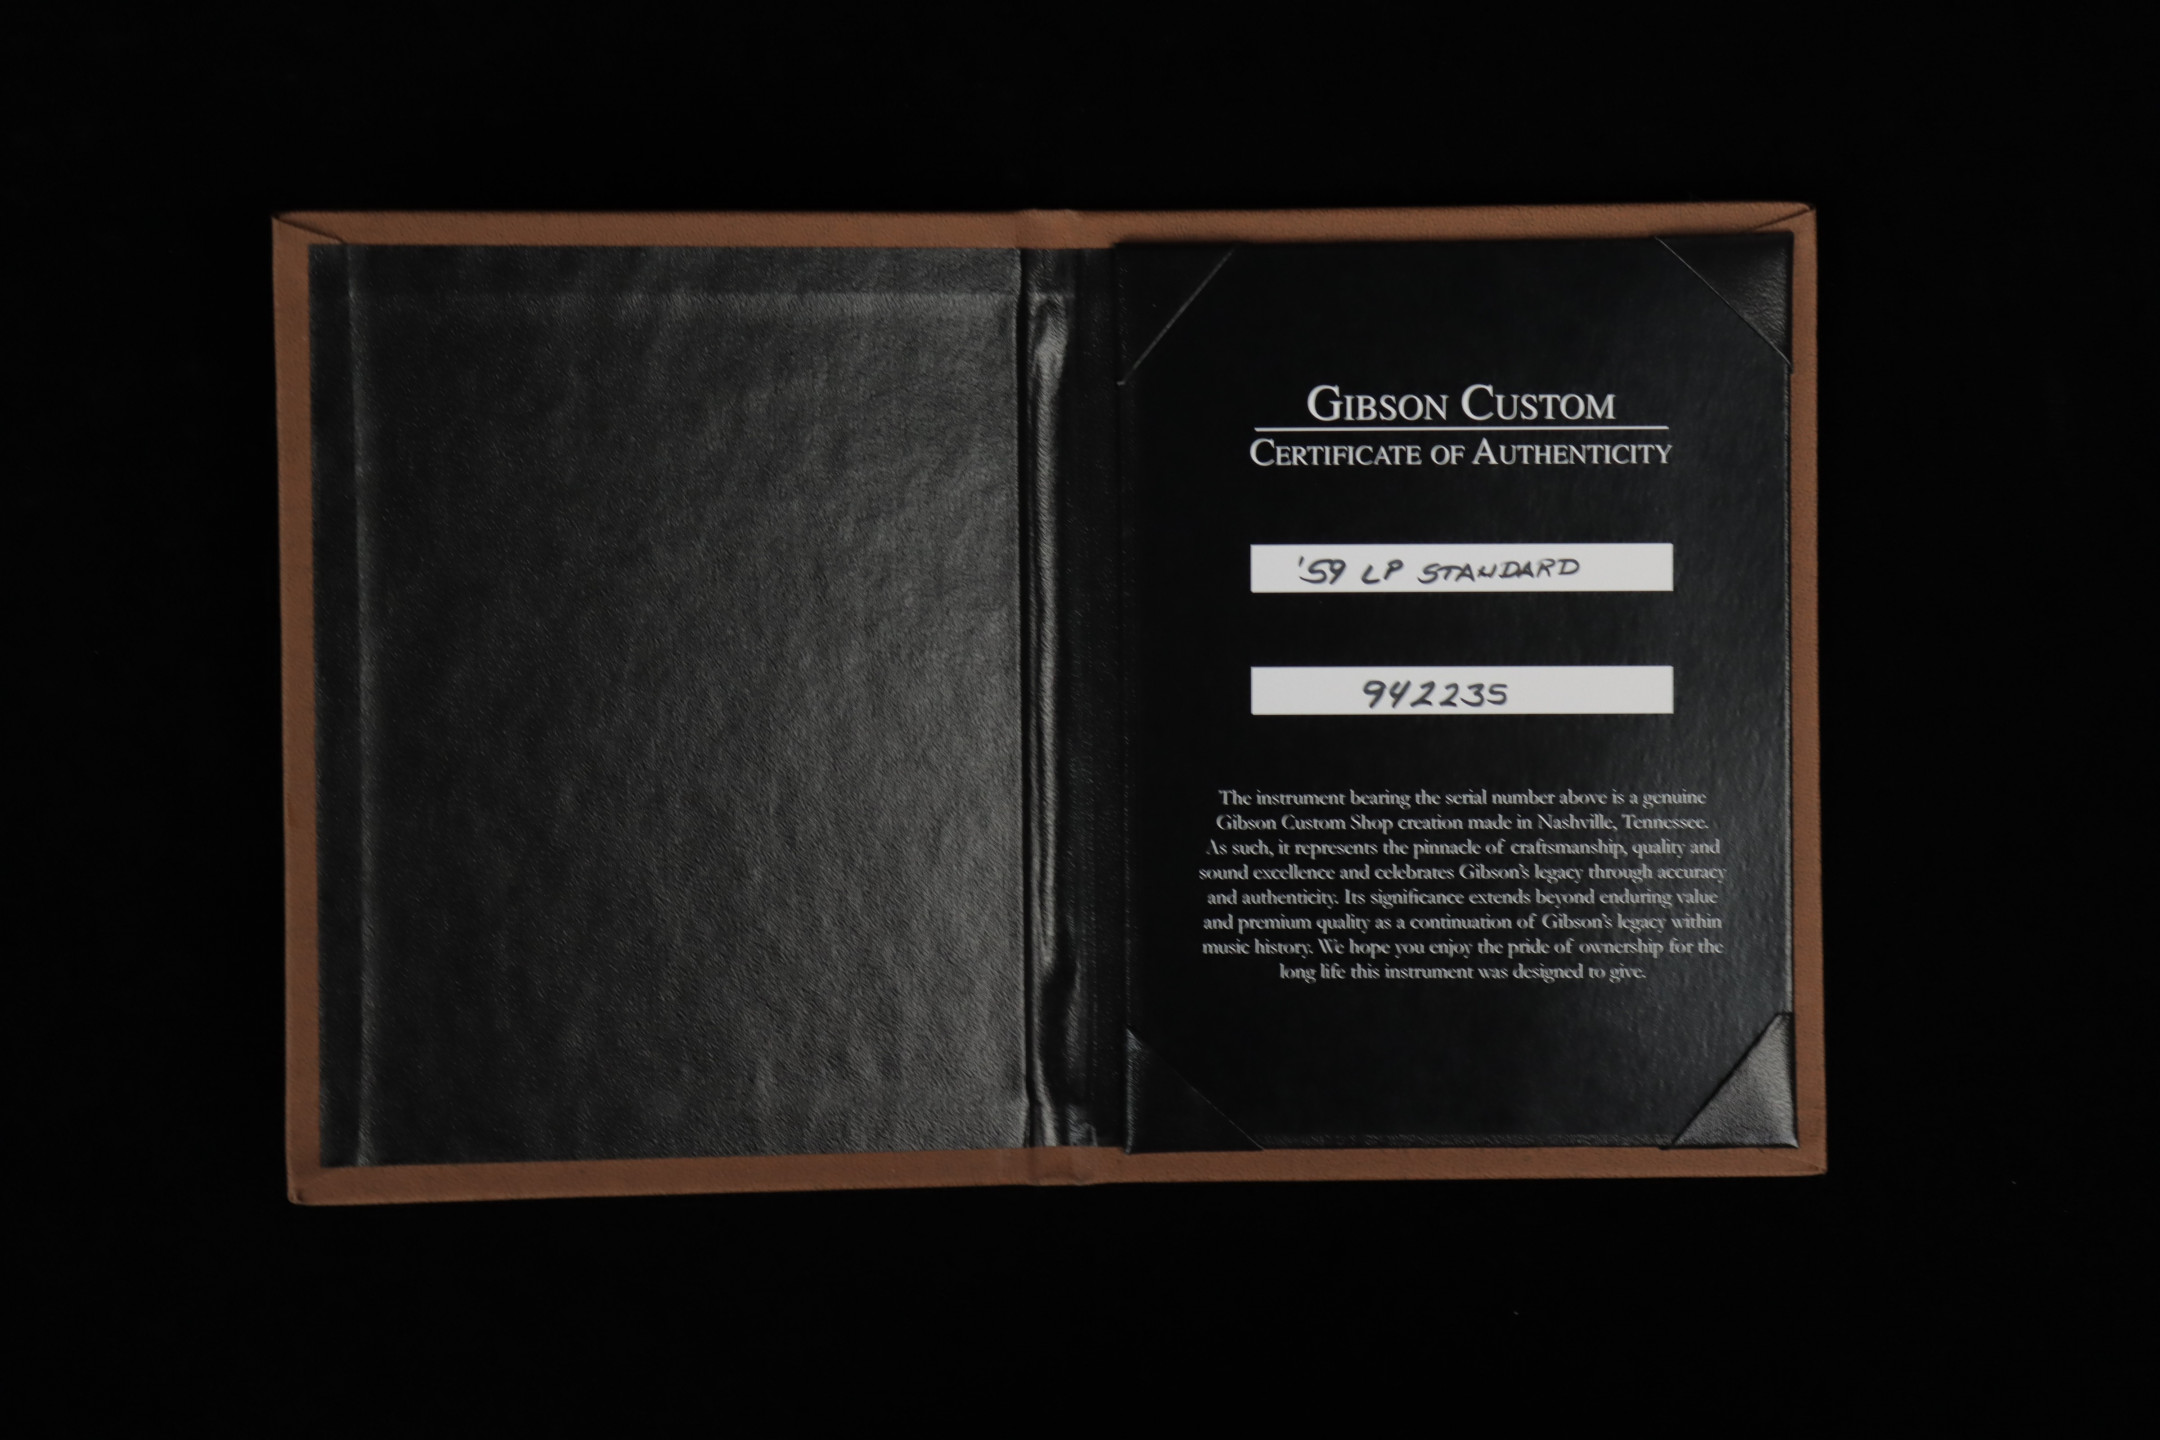 GIBSON CUSTOM
CERTIFICATE OF AUTHENTICITY
'59 LP STANDARD
942235
The instrument bearing the serial number above is a genuine
Gibson Custom Shop creation made in Nashville, Tennessee.
As such, it represents the pinnacle of craftsmanship, quality and
sound excellence and celebrates Gibson's legacy through accuracy
and authenticity. Its significance extends beyond enduring value
and premium quality as a continuation of Gibson's legacy within
music history. We hope you enjoy the pride of ownership for the
long life this instrument was designed to give.